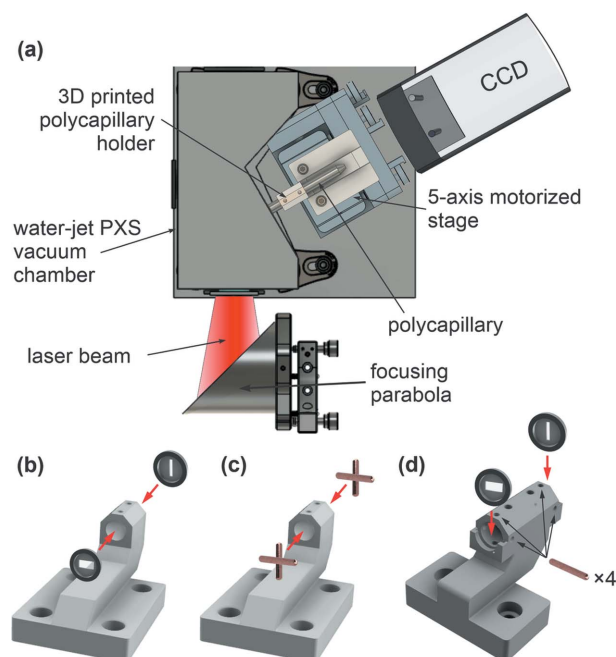 (a)
CCD
3D printed
polycapillary
holder
5-axis motorized
stage
water-jet PXS
vacuum
chamber
polycapillary
laser beam
focusing
parabola
(b)
(c)
(d)
×4